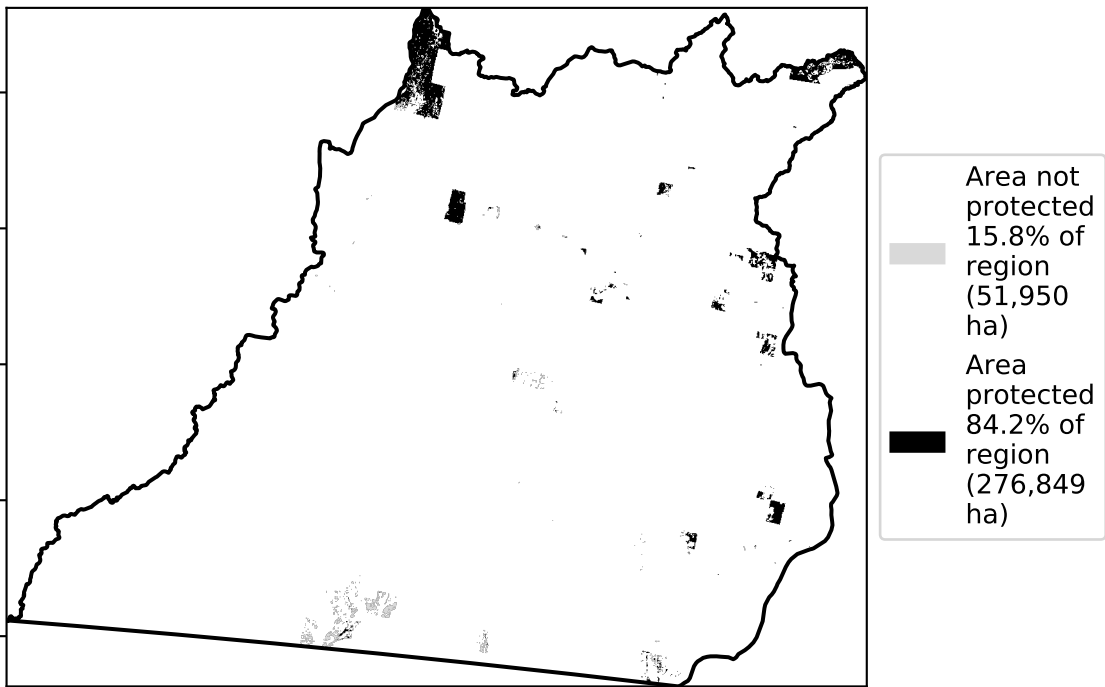 Area not
protected
15.8% of
region
(51,950
ha)
Area
protected
84.2% of
region
(276,849
ha)